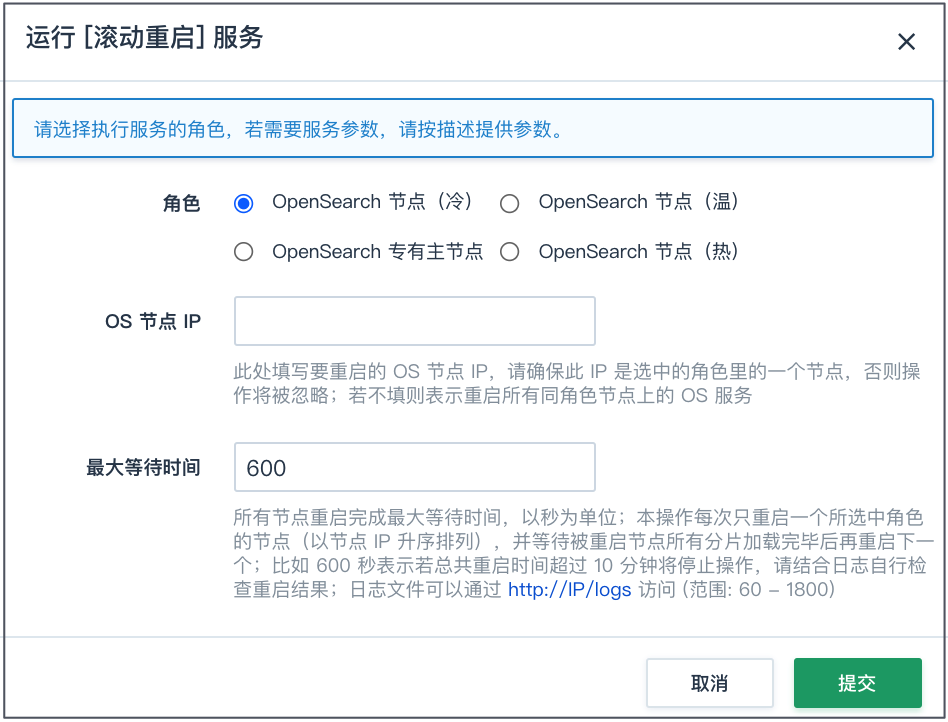 运行 [滚动重启] 服务
请选择执行服务的角色，若需要服务参数，请按描述提供参数。
角色
OpenSearch 节点（冷）
OpenSearch 节点（温）
OpenSearch 专有主节点
OpenSearch 节点（热）
OS 节点 IP
此处填写要重启的 OS 节点 IP，请确保此 IP 是选中的角色里的一个节点，否则操
作将被忽略；若不填则表示重启所有同角色节点上的 OS 服务
最大等待时间
600
所有节点重启完成最大等待时间，以秒为单位；本操作每次只重启一个所选中角色
的节点（以节点 IP 升序排列），并等待被重启节点所有分片加载完毕后再重启下一
个；比如 600 秒表示若总共重启时间超过 10 分钟将停止操作，请结合日志自行检
查重启结果；日志文件可以通过 http://IP/logs 访问 (范围: 60 - 1800)
取消
提交